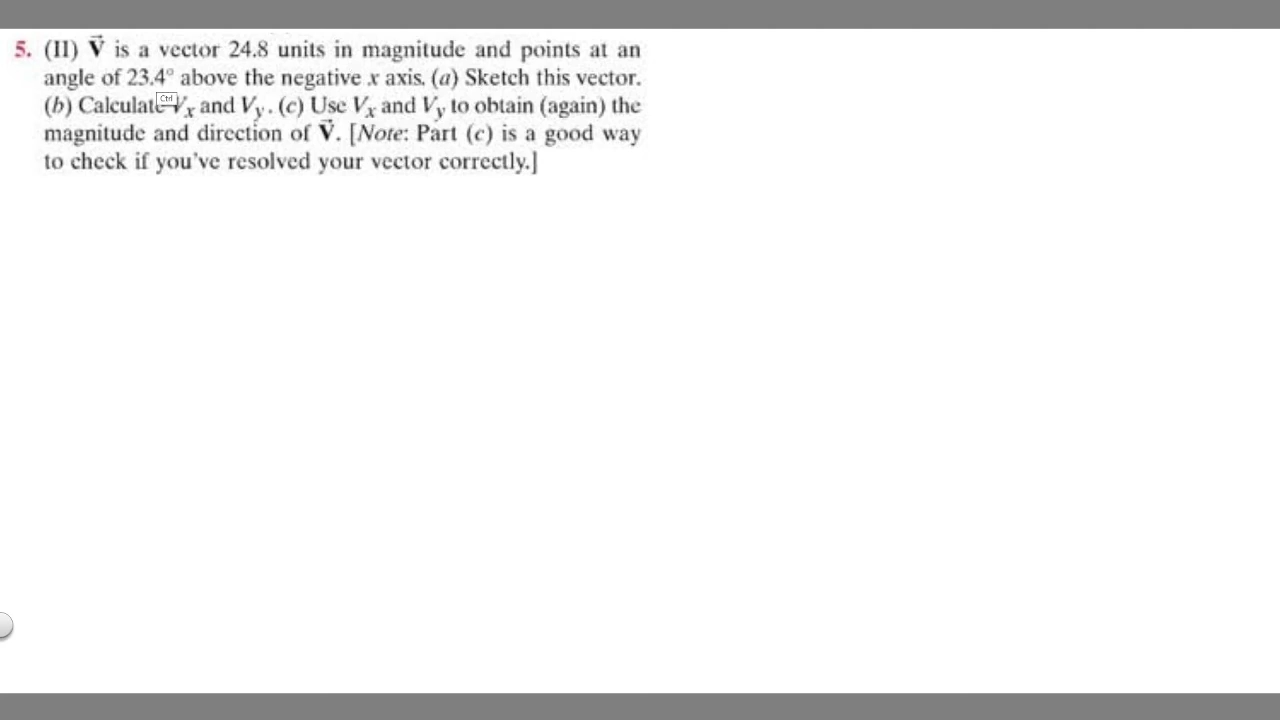 5. (II) V⃗ is a vector 24.8 units in magnitude and points at an
angle of 23.4° above the negative x axis. (a) Sketch this vector.
(b) Calculate Vx and Vy. (c) Use Vx and Vy to obtain (again) the
magnitude and direction of V⃗. [Note: Part (c) is a good way
to check if you've resolved your vector correctly.]
Ctrl